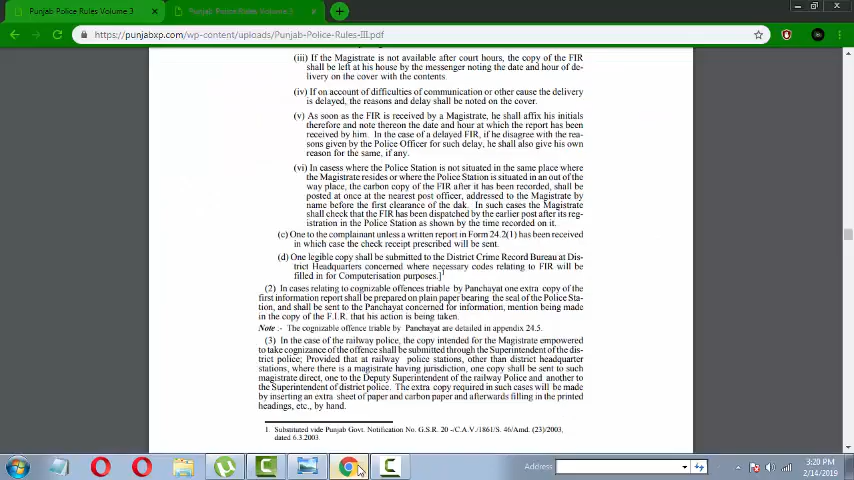 Punjab Police Rules Volume 3
Punjab Police Rules Volume 3
https://punjabxp.com/wp-content/uploads/Punjab-Police-Rules-III.pdf
(iii) If the Magistrate is not available after court hours, the copy of the FIR
shall be left at his house by the messenger noting the date and hour of de-
livery on the cover with the contents.
(iv) If on account of difficulties of communication or other cause the delivery
is delayed, the reasons and delay shall be noted on the cover.
(v) As soon as the FIR is received by a Magistrate, he shall affix his initials
therefore and note thereon the date and hour at which the report has been
received by him. In the case of a delayed FIR, if he disagree with the rea-
sons given by the Police Officer for such delay, he shall also give his own
reason for the same, if any.
(vi) In casess where the Police Station is not situated in the same place where
the Magistrate resides or where the Police Station is situated in an out of the
way place, the carbon copy of the FIR after it has been recorded, shall be
posted at once at the nearest post officer, addressed to the Magistrate by
name before the first clearance of the dak. In such cases the Magistrate
shall check that the FIR has been dispatched by the earlier post after its reg-
istration in the Police Station as shown by the time recorded on it.
(c) One to the complainant unless a written report in Form 24.2(1) has been received
in which case the check receipt prescribed will be sent.
(d) One legible copy shall be submitted to the District Crime Record Bureau at Dis-
trict Headquarters concerned where necessary codes relating to FIR will be
filled in for Computerisation purposes.]1
(2) In cases relating to cognizable offences triable by Panchayat one extra copy of the
first information report shall be prepared on plain paper bearing the seal of the Police Sta-
tion, and shall be sent to the Panchayat concerned for information, mention being made
in the copy of the F.I.R. that his action is being taken.
Note :- The cognizable offence triable by Panchayat are detailed in appendix 24.5.
(3) In the case of the railway police, the copy intended for the Magistrate empowered
to take cognizance of the offence shall be submitted through the Superintendent of the dis-
trict police; Provided that at railway police stations, other than district headquarter
stations, where there is a magistrate having jurisdiction, one copy shall be sent to such
magistrate direct, one to the Deputy Superintendent of the railway Police and another to
the Superintendent of district police. The extra copy required in such cases will be made
by inserting an extra sheet of paper and carbon paper and afterwards filling in the printed
headings, etc., by hand.
1. Substituted vide Punjab Govt. Notification No. G.S.R. 20 -/C.A.V./1861/S. 46/Amd. (23)/2003,
dated 6.3.2003.
Address
3:20 PM
2/14/2019